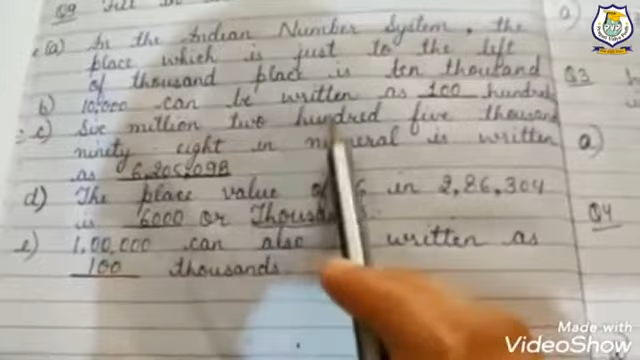 Q9 Fill
(a) In the Indian Number System, the
place which is just to the left
of thousand place is ten thousand
b) 10,000 can be written as 100 hundred
c) Six million two hundred five thousand
ninety eight in numeral is written
as 6,205,098
d) The place value of 6 in 2,86,304
is 6000 or Thousands.
e) 1,00,000 can also written as
100 thousands.
a)
Q3
a)
Q4
Made with
VideoShow